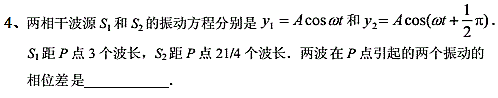 4、两相干波源 S₁ 和 S₂ 的振动方程分别是 y₁ = A cos ωt 和 y₂ = A cos(ωt + 1/2 π).
S₁ 距 P 点 3 个波长，S₂ 距 P 点 21/4 个波长．两波在 P 点引起的两个振动的
相位差是____________.